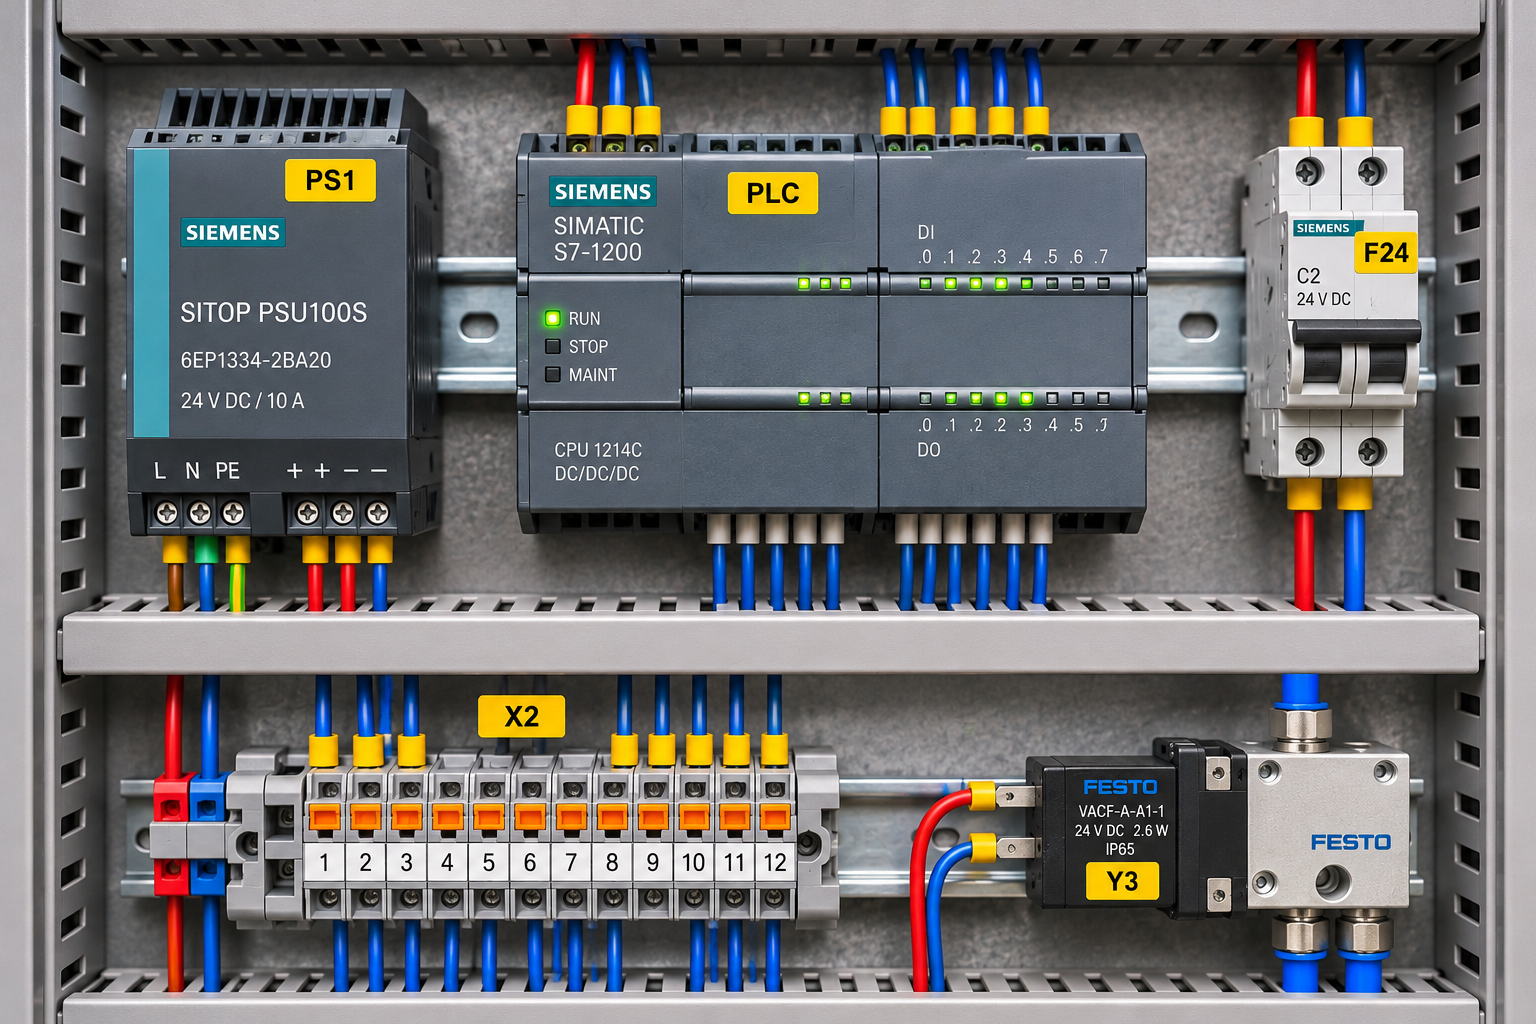 PS1
SIEMENS
SITOP PSU100S
6EP1334-2BA20
24 V DC / 10 A
L N PE + + − −
SIEMENS
SIMATIC
S7-1200
PLC
DI
.0 .1 .2 .3 .4 .5 .6 .7
RUN
STOP
MAINT
CPU 1214C
DC/DC/DC
.0 .1 .2 .2 .3 .4 .5
DO
SIEMENS
F24
C2
24 V DC
X2
1 2 3 4 5 6 7 8 9 10 11 12
FESTO
VACF-A-A1-1
24 V DC 2.6 W
IP65
Y3
FESTO